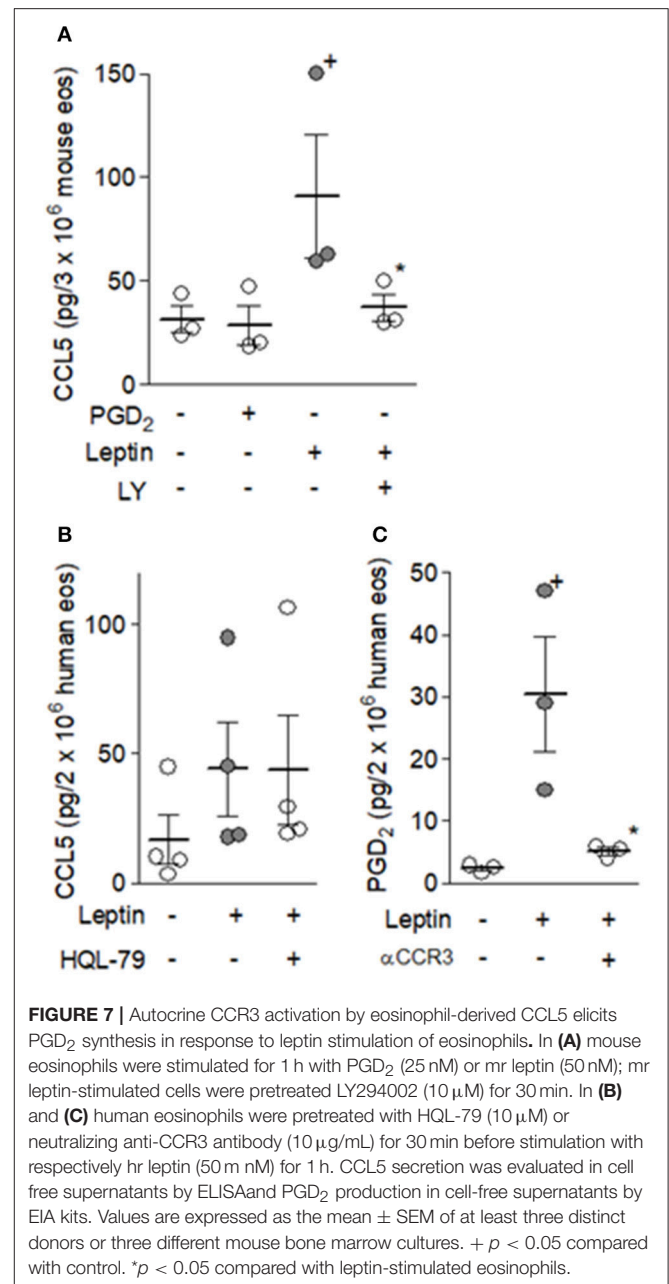 A
CCL5 (pg/3 x 10⁶ mouse eos)
150
100
50
0
+
*
PGD₂ - + - -
Leptin - - + +
LY - - - +
B
CCL5 (pg/2 x 10⁶ human eos)
100
50
0
Leptin - + +
HQL-79 - - +
C
PGD₂ (pg/2 x 10⁶ human eos)
50
40
30
20
10
0
+
*
Leptin - + +
αCCR3 - - +
FIGURE 7 | Autocrine CCR3 activation by eosinophil-derived CCL5 elicits
PGD₂ synthesis in response to leptin stimulation of eosinophils. In (A) mouse
eosinophils were stimulated for 1 h with PGD₂ (25 nM) or mr leptin (50 nM); mr
leptin-stimulated cells were pretreated LY294002 (10 μM) for 30 min. In (B)
and (C) human eosinophils were pretreated with HQL-79 (10 μM) or
neutralizing anti-CCR3 antibody (10 μg/mL) for 30 min before stimulation with
respectively hr leptin (50 m nM) for 1 h. CCL5 secretion was evaluated in cell
free supernatants by ELISAand PGD₂ production in cell-free supernatants by
EIA kits. Values are expressed as the mean ± SEM of at least three distinct
donors or three different mouse bone marrow cultures. + p < 0.05 compared
with control. *p < 0.05 compared with leptin-stimulated eosinophils.